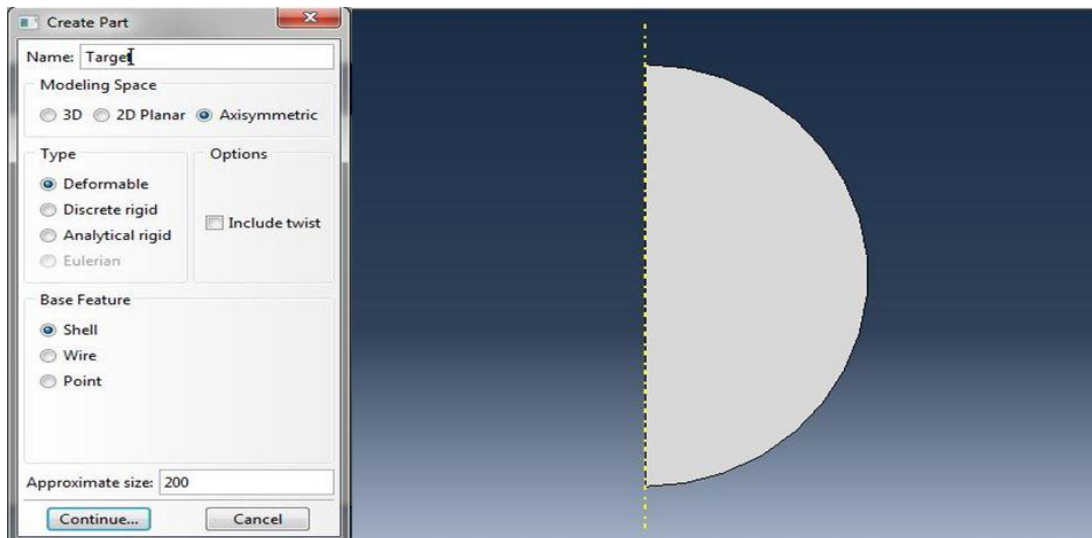 Create Part
Name: Target
Modeling Space
3D 2D Planar Axisymmetric
Type
Deformable
Discrete rigid
Analytical rigid
Eulerian
Options
Include twist
Base Feature
Shell
Wire
Point
Approximate size: 200
Continue... Cancel